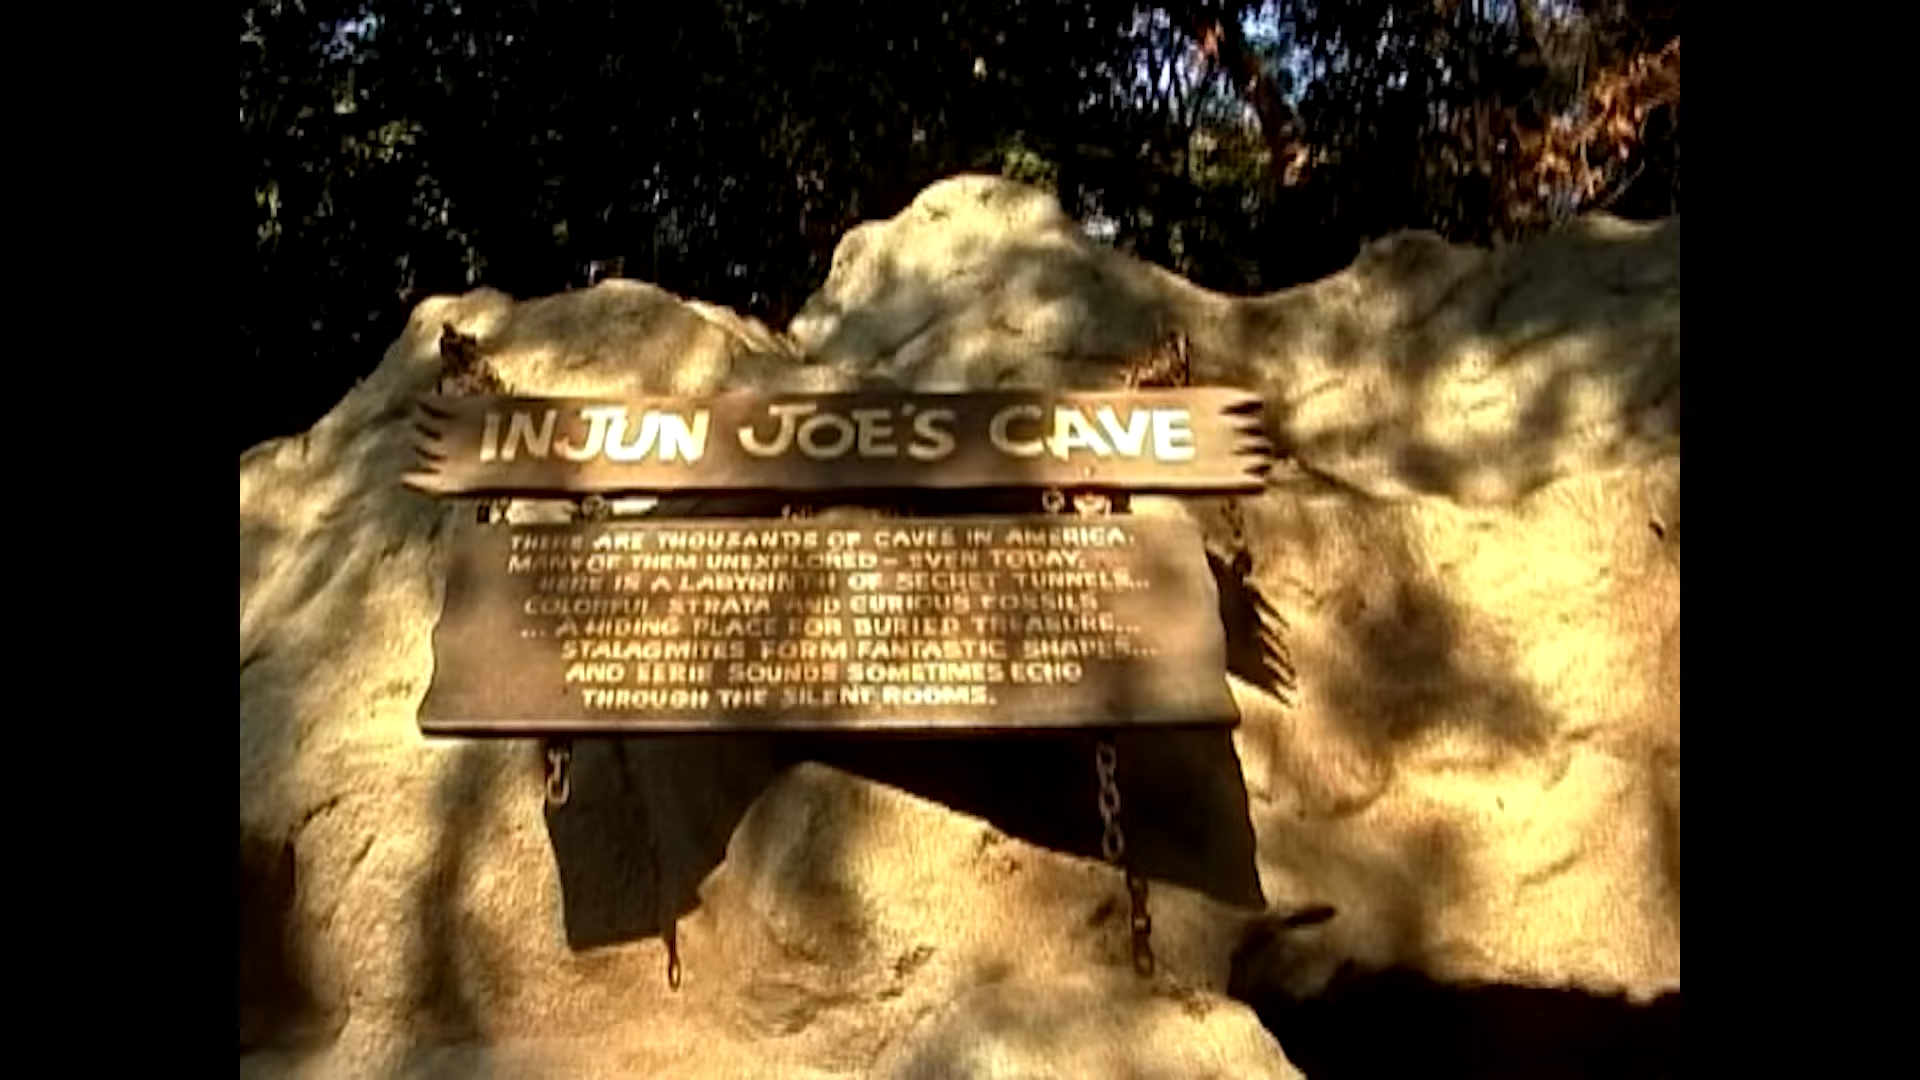 INJUN JOE'S CAVE
THERE ARE THOUSANDS OF CAVES IN AMERICA.
MANY OF THEM UNEXPLORED - EVEN TODAY.
HERE IS A LABYRINTH OF SECRET TUNNELS...
COLORFUL STRATA AND CURIOUS FOSSILS
... A HIDING PLACE FOR BURIED TREASURE...
STALAGMITES FORM FANTASTIC SHAPES...
AND EERIE SOUNDS SOMETIMES ECHO
THROUGH THE SILENT ROOMS.